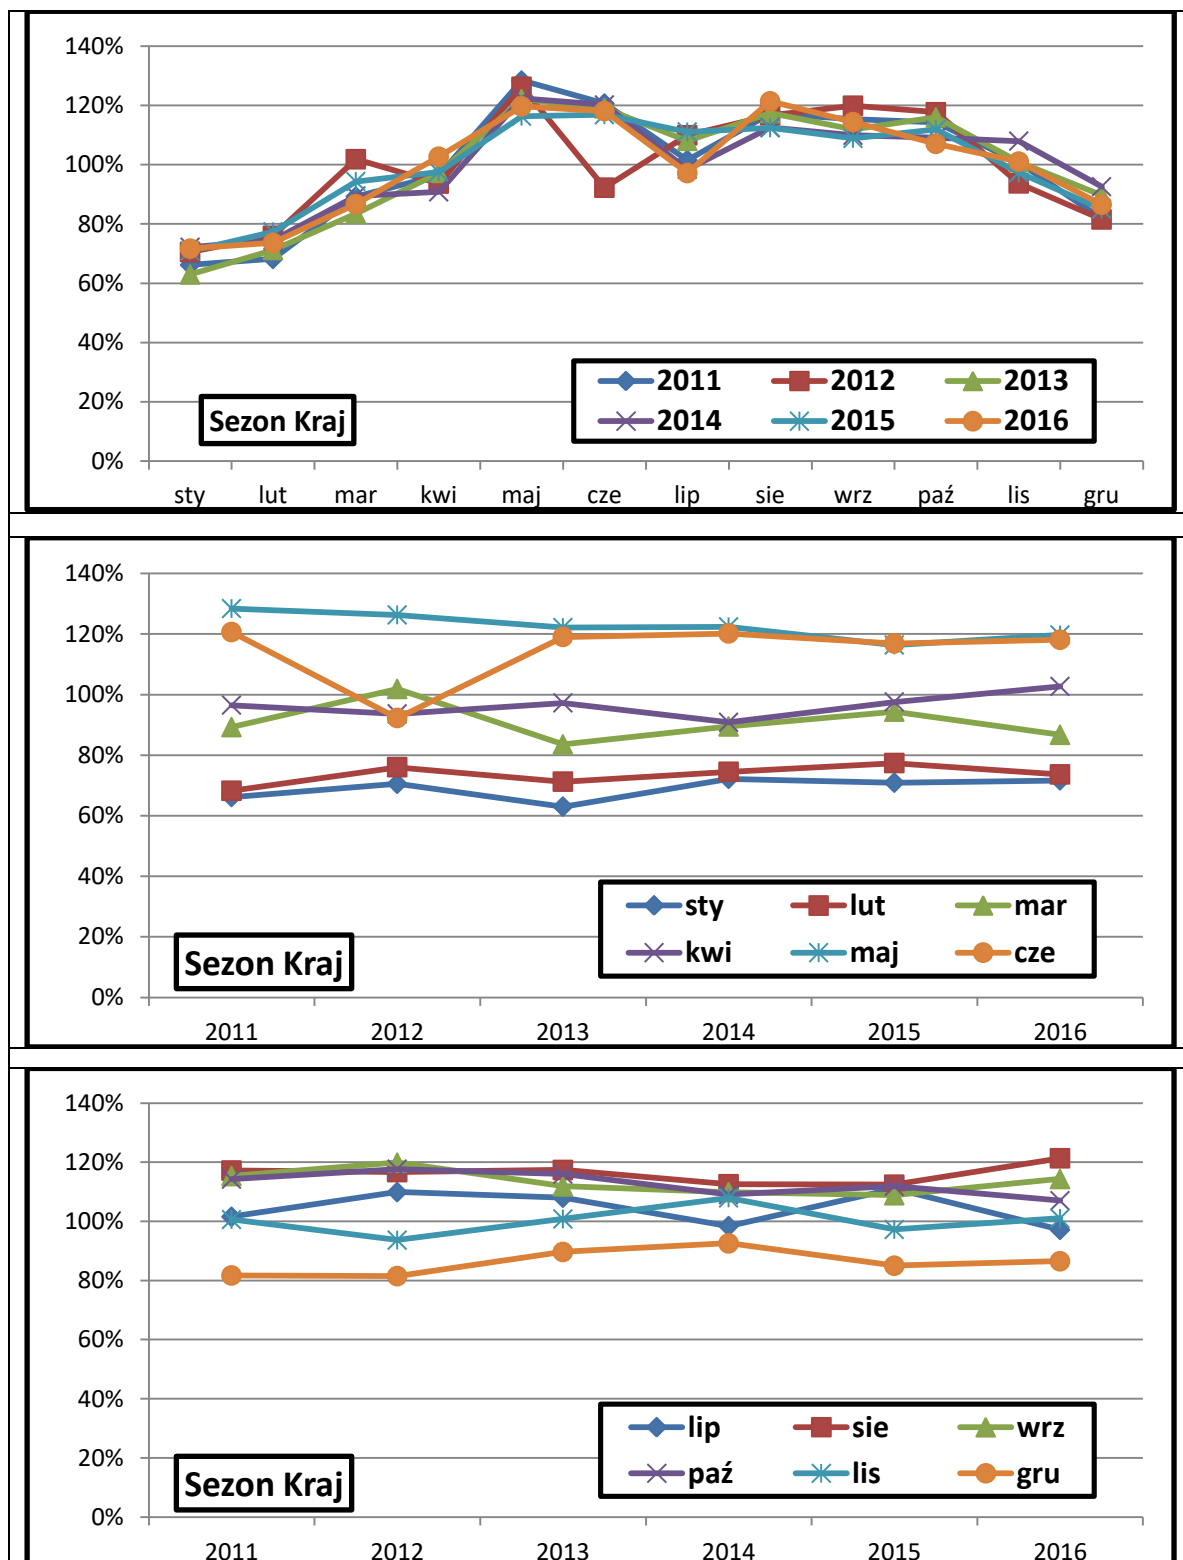 140%
120%
100%
80%
60%
40%
20%
0%
2011 2012 2013
2014 2015 2016
Sezon Kraj
sty lut mar kwi maj cze lip sie wrz paź lis gru
140%
120%
100%
80%
60%
40%
20%
0%
sty lut mar
kwi maj cze
Sezon Kraj
2011 2012 2013 2014 2015 2016
140%
120%
100%
80%
60%
40%
20%
0%
lip sie wrz
paź lis gru
Sezon Kraj
2011 2012 2013 2014 2015 2016